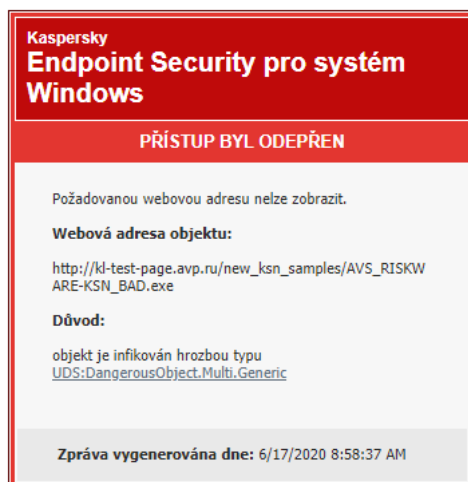 Kaspersky
Endpoint Security pro systém
Windows
PŘÍSTUP BYL ODEPŘEN
Požadovanou webovou adresu nelze zobrazit.
Webová adresa objektu:
http://kl-test-page.avp.ru/new_ksn_samples/AVS_RISKW
ARE-KSN_BAD.exe
Důvod:
objekt je infikován hrozbou typu
UDS:DangerousObject.Multi.Generic
Zpráva vygenerována dne: 6/17/2020 8:58:37 AM